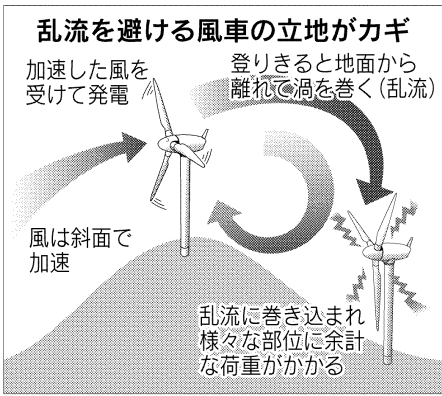 乱流を避ける風車の立地がカギ
加速した風を
受けて発電
登りきると地面から
離れて渦を巻く(乱流)
風は斜面で
加速
乱流に巻き込まれ
様々な部位に余計
な荷重がかかる